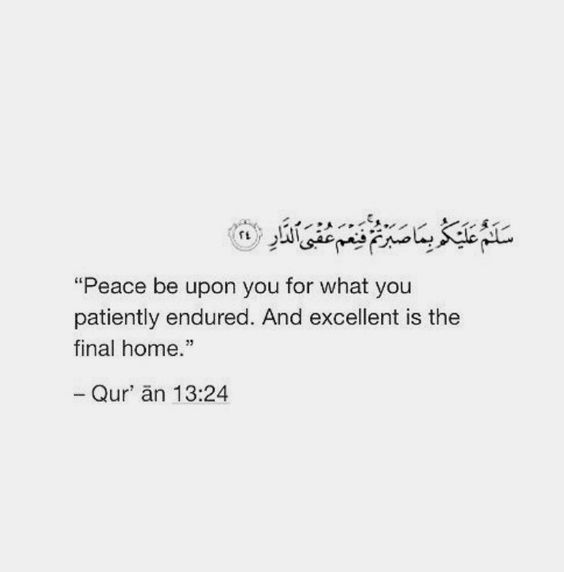 سَلَٰمٌ عَلَيْكُم بِمَا صَبَرْتُمْ ۚ فَنِعْمَ عُقْبَى ٱلدَّارِ ٢٤
“Peace be upon you for what you
patiently endured. And excellent is the
final home.”
– Qur’ ān 13:24